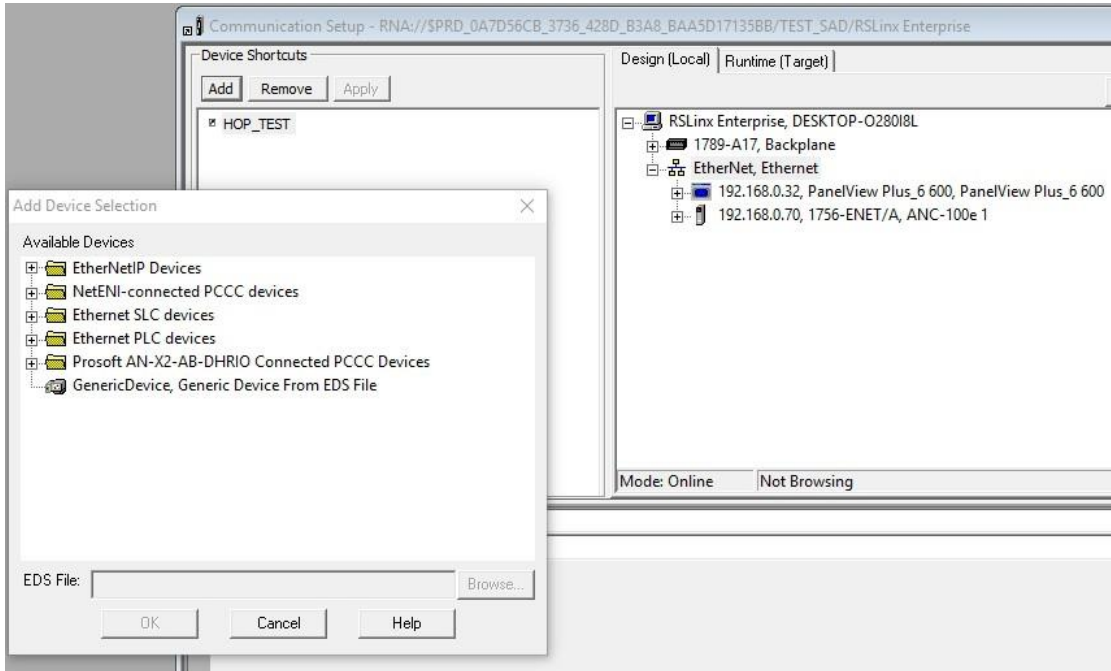 Communication Setup - RNA://$PRD_0A7D56CB_3736_428D_B3A8_BAA5D17135BB/TEST_SAD/RSLinx Enterprise
Device Shortcuts
Add
Remove
Apply
HOP_TEST
Design (Local)
Runtime (Target)
RSLinx Enterprise, DESKTOP-O280I8L
1789-A17, Backplane
EtherNet, Ethernet
192.168.0.32, PanelView Plus_6 600, PanelView Plus_6 600
192.168.0.70, 1756-ENET/A, ANC-100e 1
Mode: Online
Not Browsing
Add Device Selection
Available Devices
EtherNetIP Devices
NetENI-connected PCCC devices
Ethernet SLC devices
Ethernet PLC devices
Prosoft AN-X2-AB-DHRIO Connected PCCC Devices
GenericDevice, Generic Device From EDS File
EDS File:
Browse...
OK
Cancel
Help